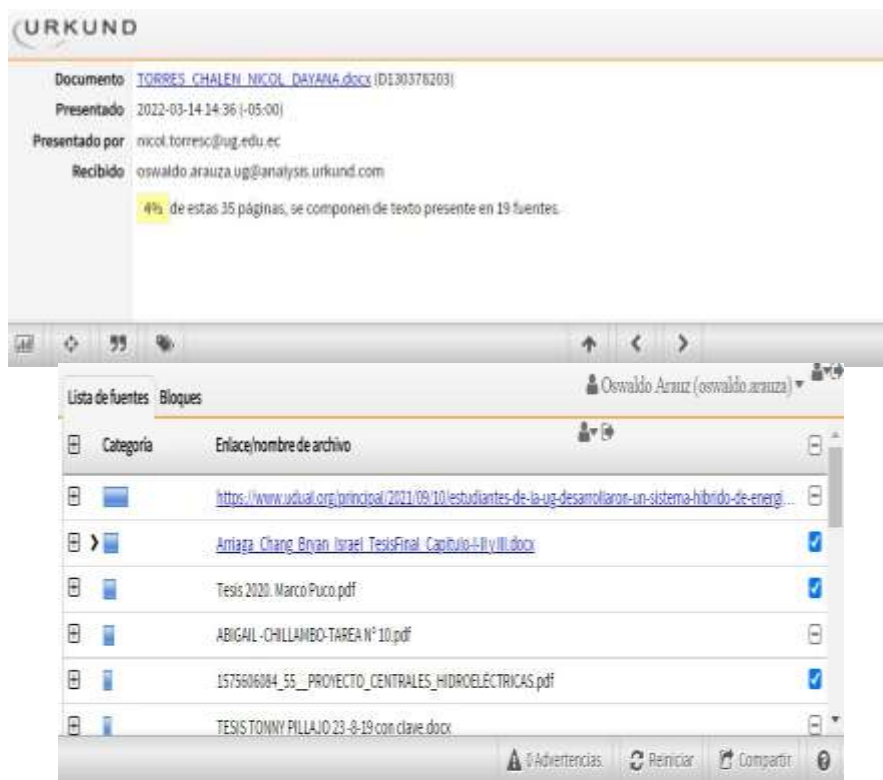 URKUND
Documento TORRES_CHALEN_NICOL_DAYANA.docx (D130378203)
Presentado 2022-03-14 14:36 (-05:00)
Presentado por nicol.torresc@ug.edu.ec
Recibido oswaldo.arauza.ug@analysis.urkund.com
4% de estas 35 páginas, se componen de texto presente en 19 fuentes.
Lista de fuentes Bloques Oswaldo Arauz (oswaldo.arauza)
Categoría Enlace/nombre de archivo
https://www.udual.org/principal/2021/09/10/estudiantes-de-la-ug-desarrollaron-un-sistema-hibrido-de-energi...
Arriaga_Chang_Bryan_Israel_TesisFinal_Capitulo-I-II y III.docx
Tesis 2020. Marco Puco.pdf
ABIGAIL -CHILLAMBO-TAREA N° 10.pdf
1575606084_55__PROYECTO_CENTRALES_HIDROELÉCTRICAS.pdf
TESIS TONNY PILLAJO 23 -8-19 con clave.docx
0 Advertencias. Reiniciar Compartir